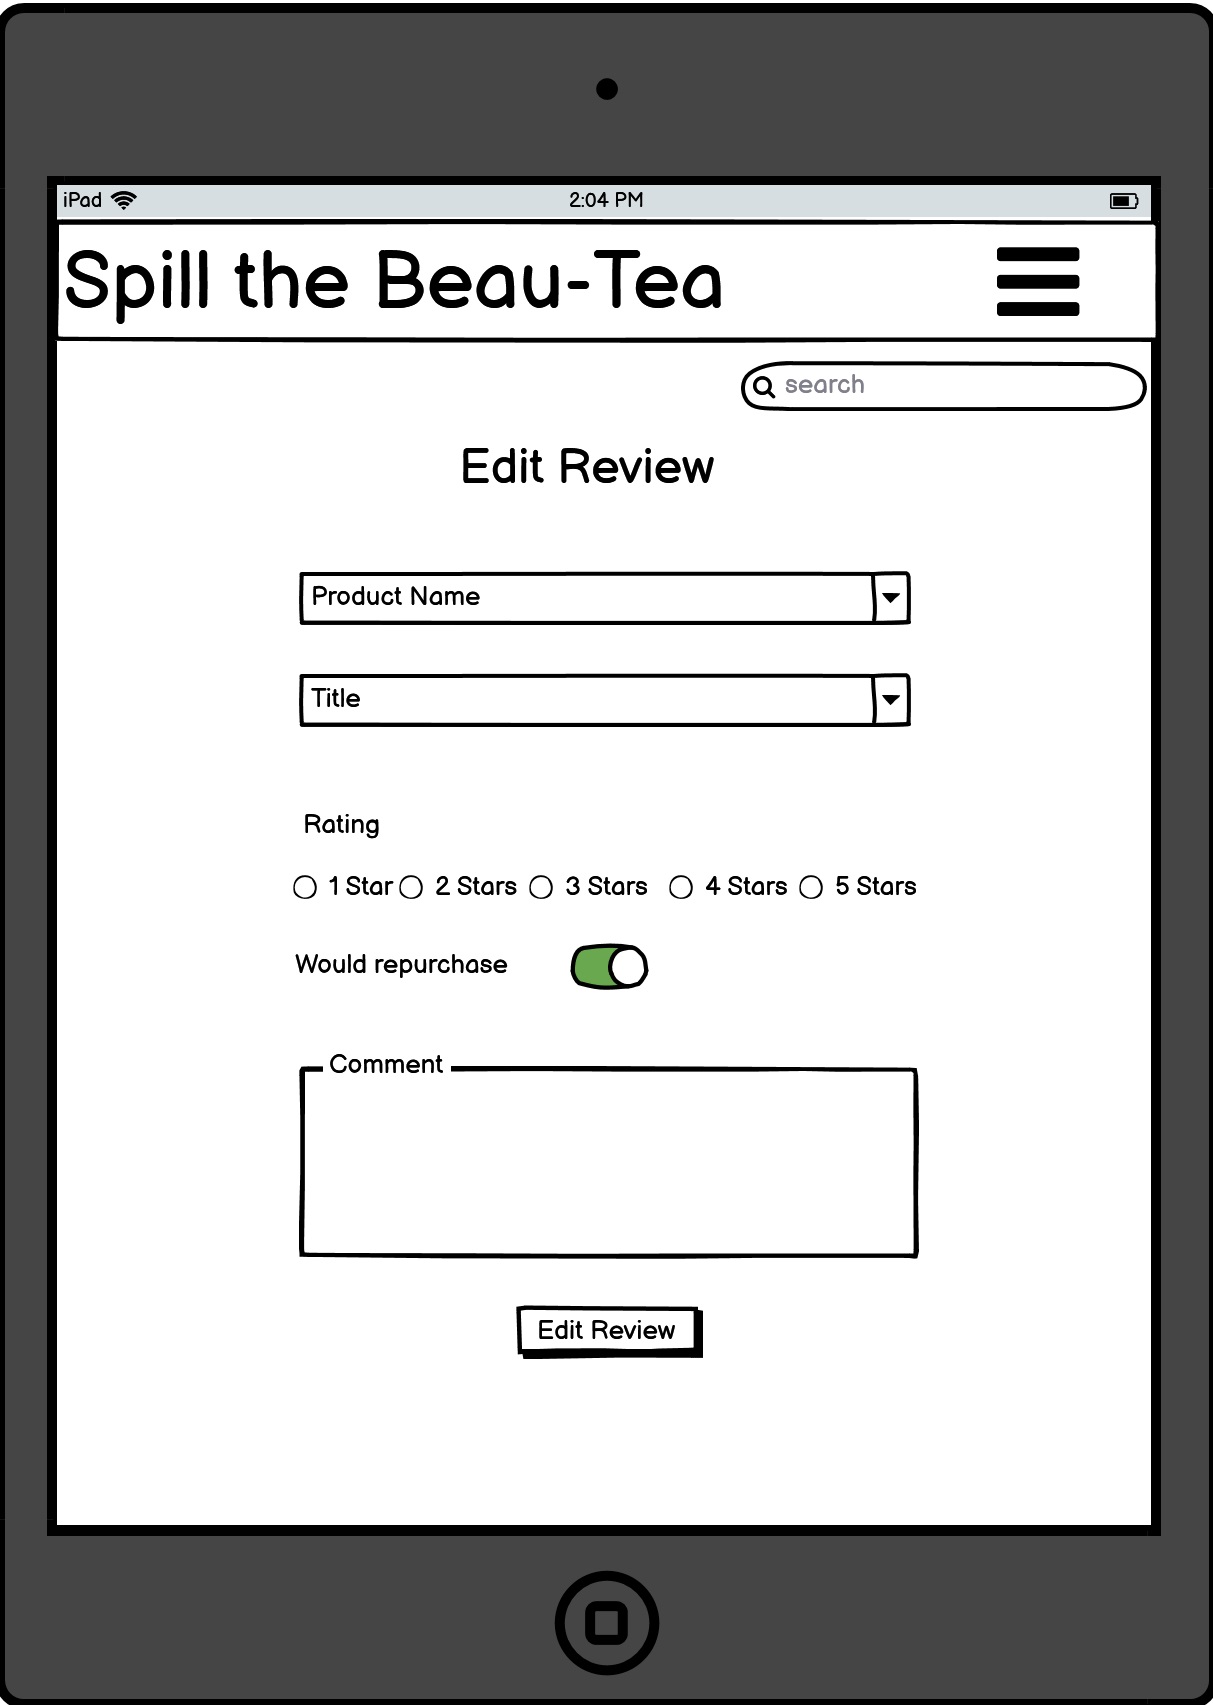 iPad 2:04 PM
Spill the Beau-Tea
search
Edit Review
Product Name
Title
Rating
1 Star 2 Stars 3 Stars 4 Stars 5 Stars
Would repurchase
Comment
Edit Review